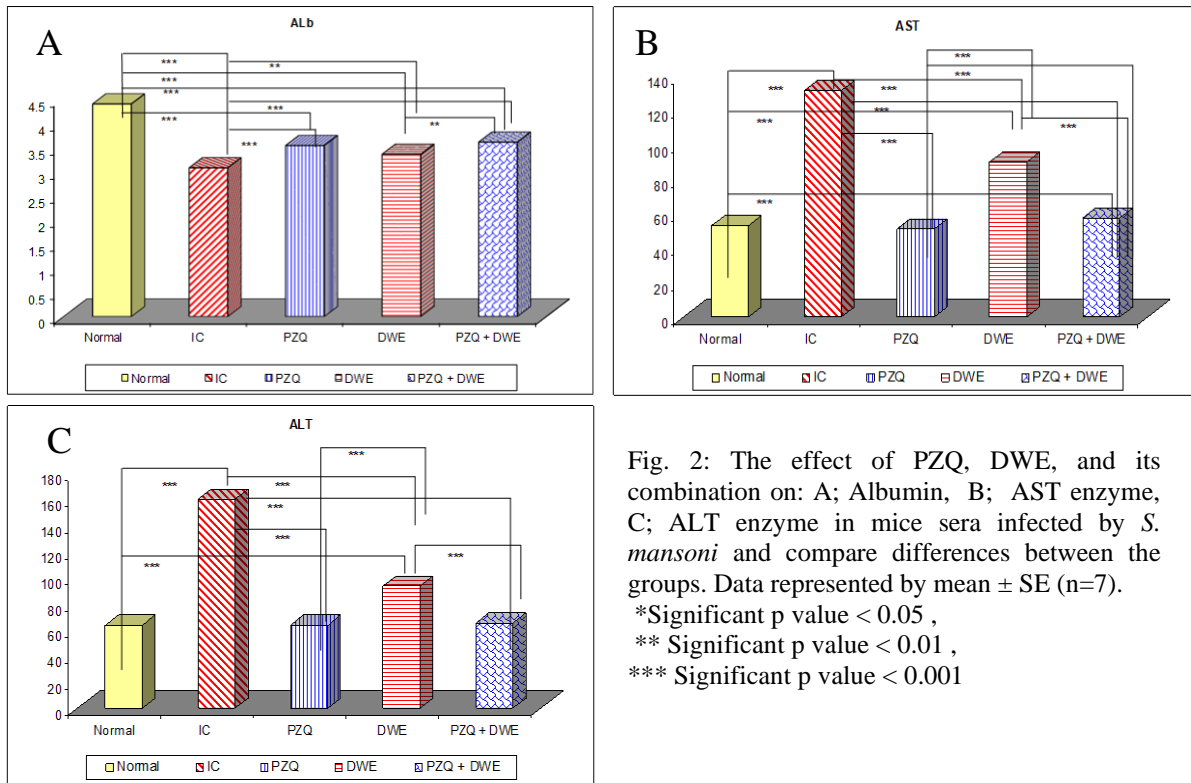 A
ALb
***
**
***
***
***
***
**
***
4.5
4
3.5
3
2.5
2
1.5
1
0.5
0
Normal IC PZQ DWE PZQ + DWE
Normal IC PZQ DWE PZQ + DWE
B
AST
***
***
***
***
***
***
***
***
***
140
120
100
80
60
40
20
0
Normal IC PZQ DWE PZQ + DWE
Normal IC PZQ DWE PZQ + DWE
C
ALT
***
***
***
***
***
***
***
180
160
140
120
100
80
60
40
20
0
Normal IC PZQ DWE PZQ + DWE
Normal IC PZQ DWE PZQ + DWE
Fig. 2: The effect of PZQ, DWE, and its
combination on: A; Albumin, B; AST enzyme,
C; ALT enzyme in mice sera infected by S.
mansoni and compare differences between the
groups. Data represented by mean ± SE (n=7).
*Significant p value < 0.05 ,
** Significant p value < 0.01 ,
*** Significant p value < 0.001